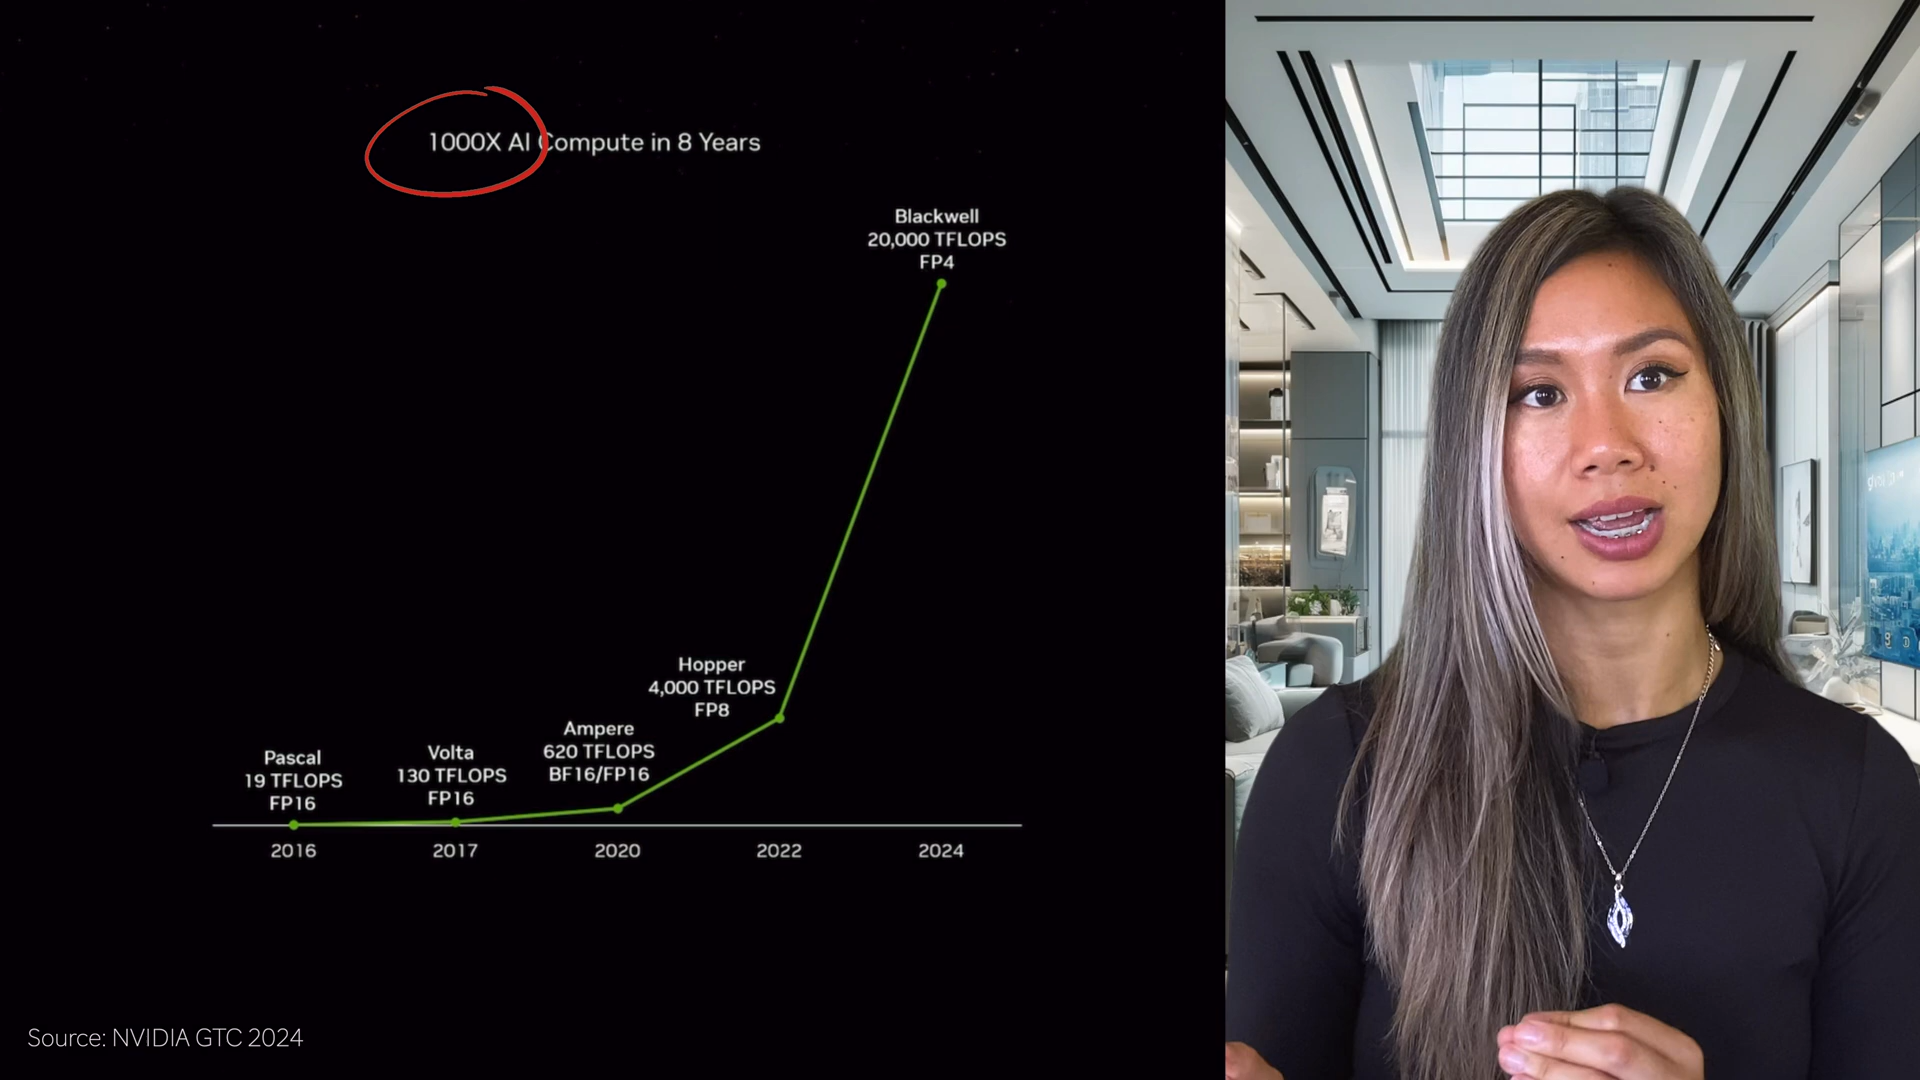 1000X AI Compute in 8 Years
Blackwell
20,000 TFLOPS
FP4
Hopper
4,000 TFLOPS
FP8
Ampere
620 TFLOPS
BF16/FP16
Volta
130 TFLOPS
FP16
Pascal
19 TFLOPS
FP16
2016
2017
2020
2022
2024
Source: NVIDIA GTC 2024